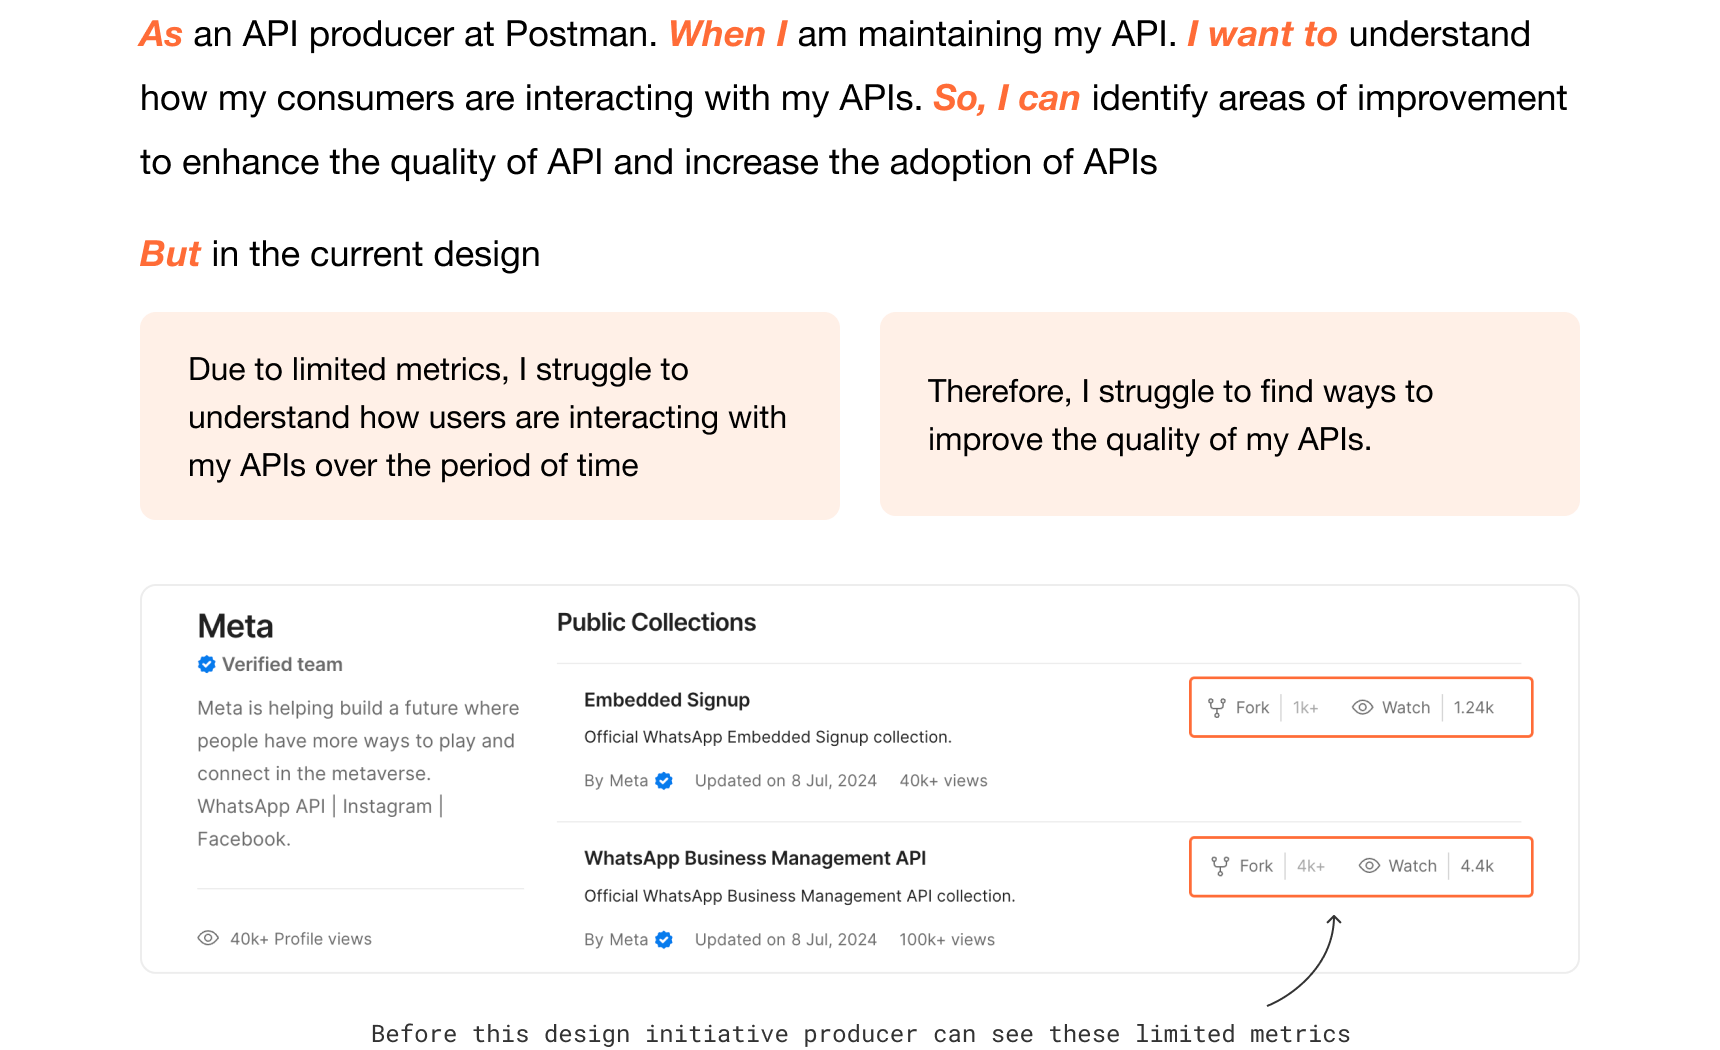 As an API producer at Postman. When I am maintaining my API. I want to understand
how my consumers are interacting with my APIs. So, I can identify areas of improvement
to enhance the quality of API and increase the adoption of APIs
But in the current design
Due to limited metrics, I struggle to
understand how users are interacting with
my APIs over the period of time
Therefore, I struggle to find ways to
improve the quality of my APIs.
Meta
Verified team
Meta is helping build a future where
people have more ways to play and
connect in the metaverse.
WhatsApp API | Instagram |
Facebook.
40k+ Profile views
Public Collections
Embedded Signup
Official WhatsApp Embedded Signup collection.
By Meta Updated on 8 Jul, 2024 40k+ views
Fork 1k+ Watch 1.24k
WhatsApp Business Management API
Official WhatsApp Business Management API collection.
By Meta Updated on 8 Jul, 2024 100k+ views
Fork 4k+ Watch 4.4k
Before this design initiative producer can see these limited metrics